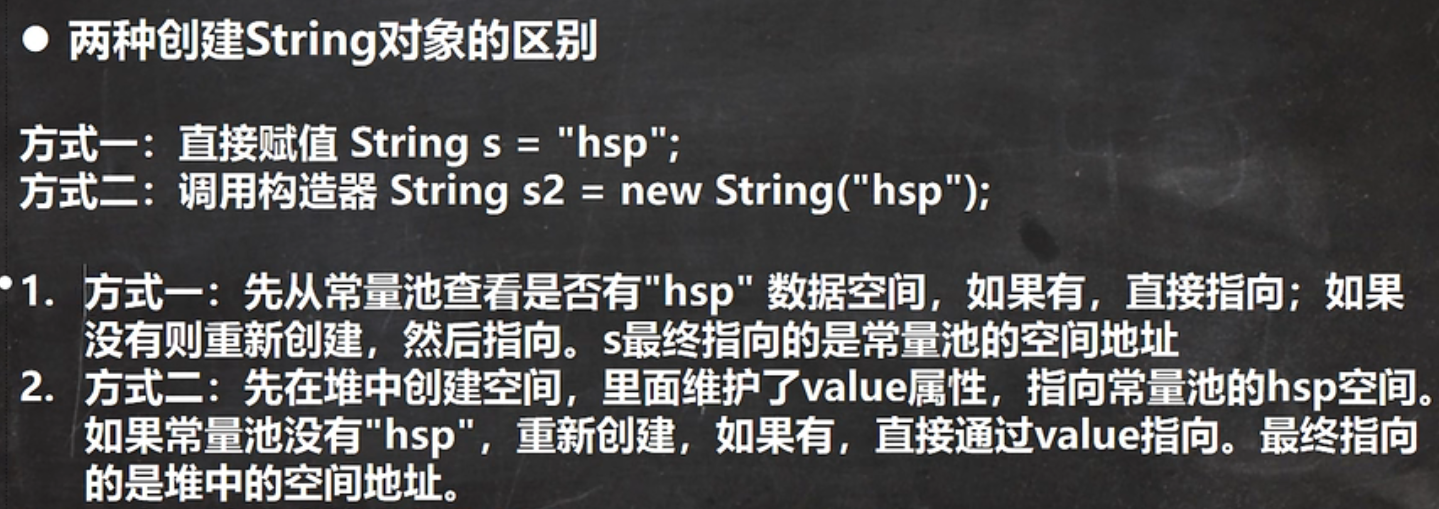 ● 两种创建String对象的区别
方式一：直接赋值 String s = "hsp";
方式二：调用构造器 String s2 = new String("hsp");
1. 方式一：先从常量池查看是否有"hsp" 数据空间，如果有，直接指向；如果
没有则重新创建，然后指向。s最终指向的是常量池的空间地址
2. 方式二：先在堆中创建空间，里面维护了value属性，指向常量池的hsp空间。
如果常量池没有"hsp"，重新创建，如果有，直接通过value指向。最终指向
的是堆中的空间地址。